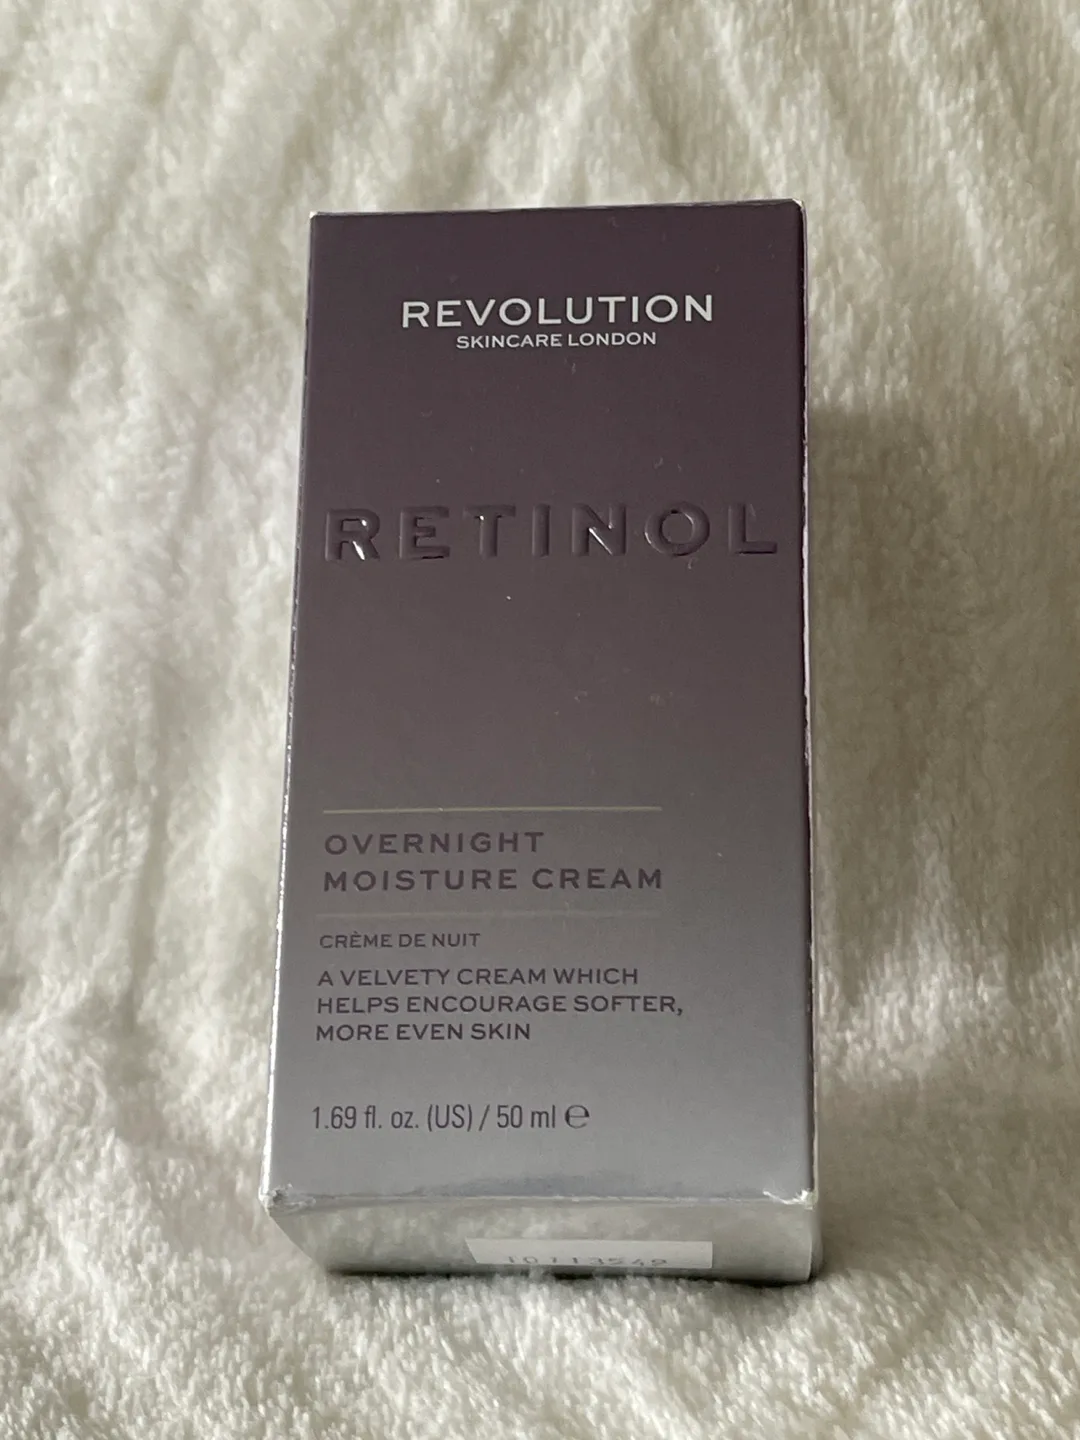 REVOLUTION
SKINCARE LONDON
RETINOL
OVERNIGHT
MOISTURE CREAM
CRÈME DE NUIT
A VELVETY CREAM WHICH
HELPS ENCOURAGE SOFTER,
MORE EVEN SKIN
1.69 fl. oz. (US) / 50 ml ℮